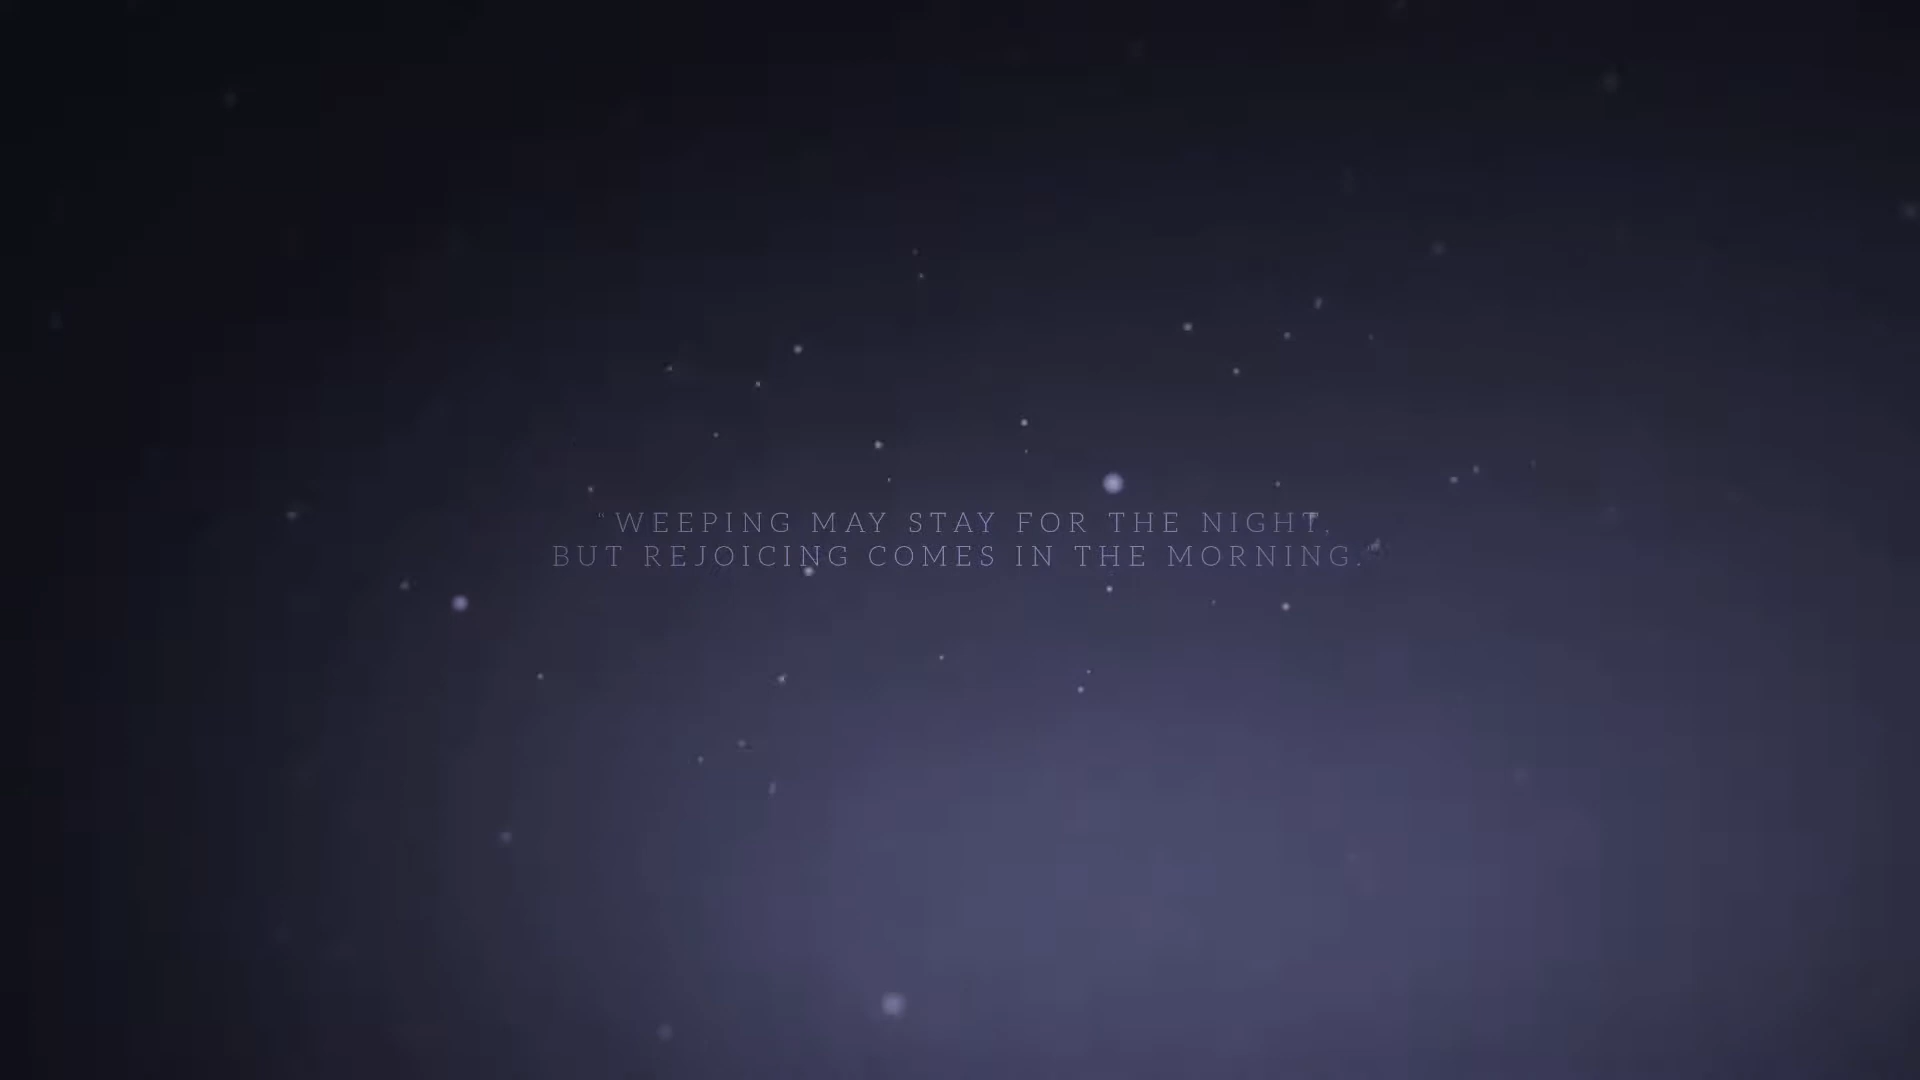 “WEEPING MAY STAY FOR THE NIGHT,
BUT REJOICING COMES IN THE MORNING.”